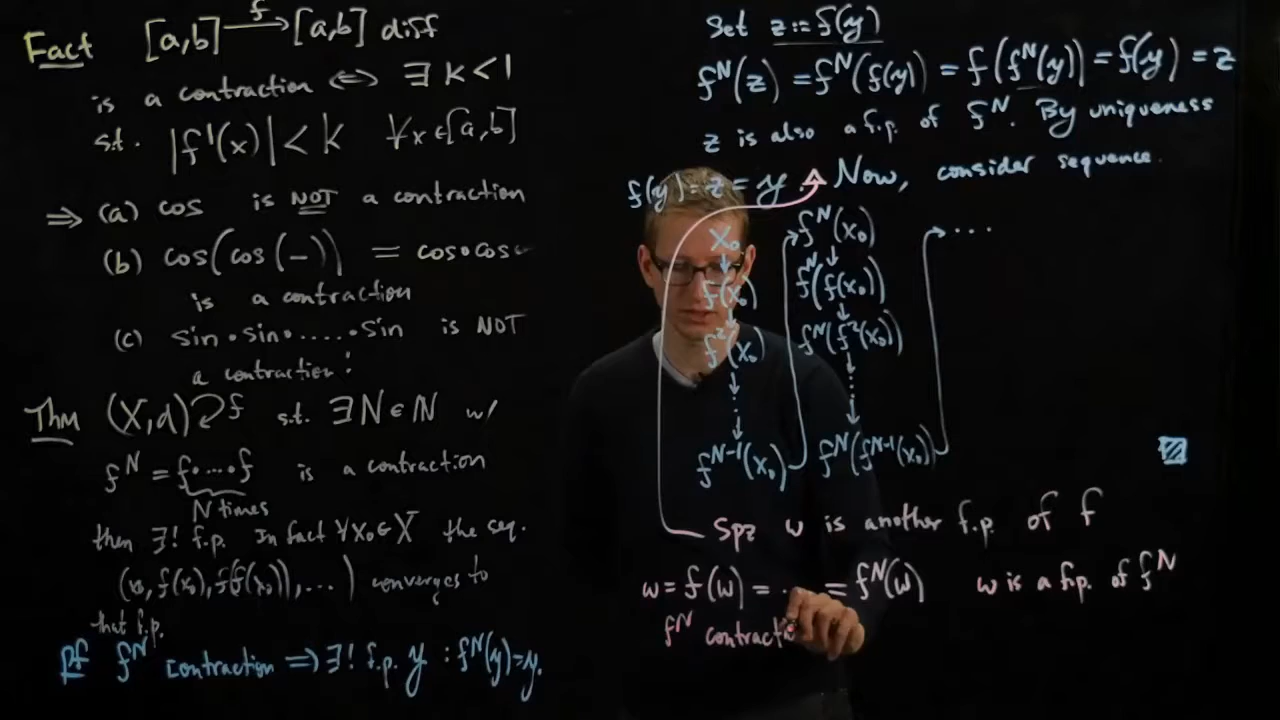 Fact [a,b] —f→ [a,b] diff
is a contraction ⇔ ∃ k<1
s.t. |f'(x)| < k ∀x∈[a,b]
⇒ (a) cos is NOT a contraction
(b) cos(cos(-)) = cos∘cos
is a contraction
(c) sin∘sin∘.....∘sin is NOT
a contraction!
Thm (X,d)⤾f s.t. ∃N∈ℕ w/
f^N = f∘...∘f is a contraction
N times
then ∃! f.p. In fact ∀x₀∈X the seq.
(x₀, f(x₀), f(f(x₀)), ...) converges to
that f.p.
Pf f^N contraction ⇒ ∃! f.p. y : f^N(y)=y.
Set z := f(y)
f^N(z) = f^N(f(y)) = f(f^N(y)) = f(y) = z
z is also a f.p. of f^N. By uniqueness
f(y)=z=y. Now, consider sequence.
x₀ f^N(x₀) ...
f(x₀) f^N(f(x₀))
f²(x₀) f^N(f²(x₀))
f^{N-1}(x₀) f^N(f^{N-1}(x₀))
Spz w is another f.p. of f
w = f(w) = ... = f^N(w) w is a f.p. of f^N
f^N contractio